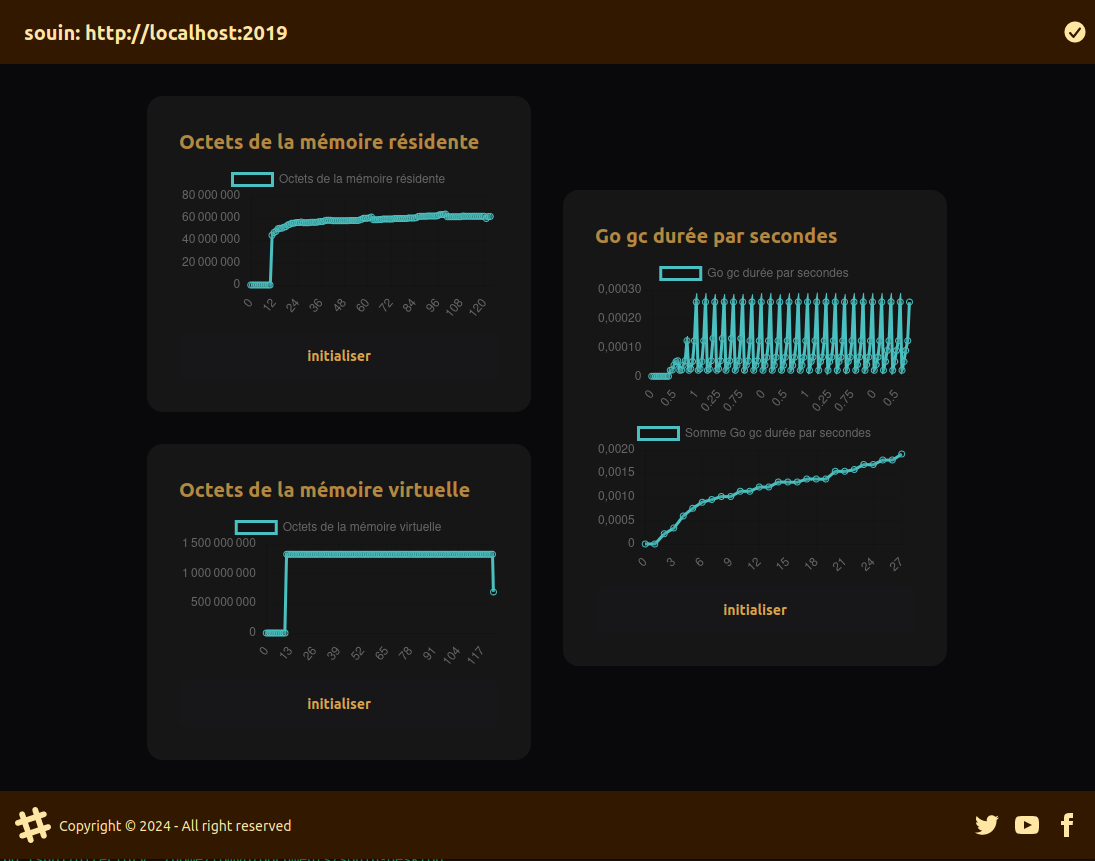 souin: http://localhost:2019
Octets de la mémoire résidente
Octets de la mémoire résidente
80 000 000
60 000 000
40 000 000
20 000 000
0
0 12 24 36 48 60 72 84 96 108 120
initialiser
Octets de la mémoire virtuelle
Octets de la mémoire virtuelle
1 500 000 000
1 000 000 000
500 000 000
0
0 13 26 39 52 65 78 91 104 117
initialiser
Go gc durée par secondes
Go gc durée par secondes
0,00030
0,00020
0,00010
0
0 0.5 1 0.25 0.75 0 0.5 1 0.25 0.75 0 0.5
Somme Go gc durée par secondes
0,0020
0,0015
0,0010
0,0005
0
0 3 6 9 12 15 18 21 24 27
initialiser
Copyright © 2024 - All right reserved